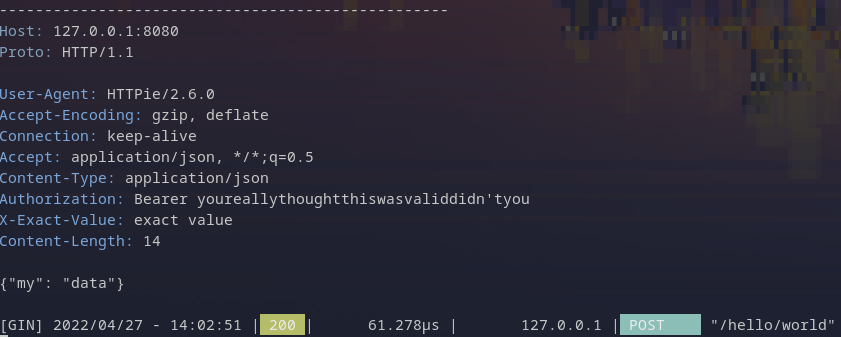 --------------------------------------------------
Host: 127.0.0.1:8080
Proto: HTTP/1.1
User-Agent: HTTPie/2.6.0
Accept-Encoding: gzip, deflate
Connection: keep-alive
Accept: application/json, */*;q=0.5
Content-Type: application/json
Authorization: Bearer youreallythoughtthiswasvaliddidn'tyou
X-Exact-Value: exact value
Content-Length: 14
{"my": "data"}
[GIN] 2022/04/27 - 14:02:51 | 200 | 61.278µs | 127.0.0.1 | POST "/hello/world"